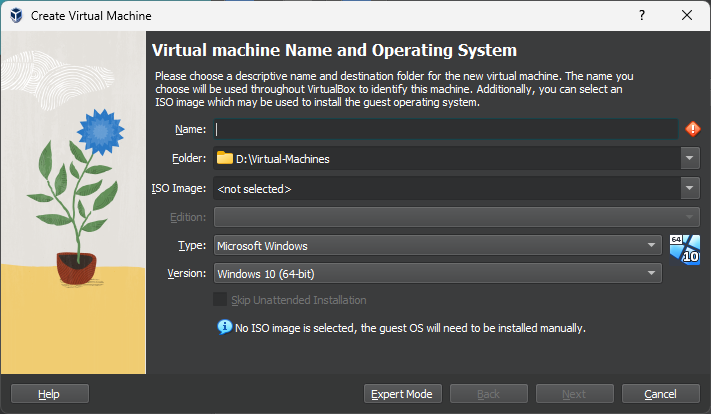 Create Virtual Machine
?
Virtual machine Name and Operating System
Please choose a descriptive name and destination folder for the new virtual machine. The name you
choose will be used throughout VirtualBox to identify this machine. Additionally, you can select an
ISO image which may be used to install the guest operating system.
Name:
Folder: D:\Virtual-Machines
ISO Image: <not selected>
Edition:
Type: Microsoft Windows
64
10
Version: Windows 10 (64-bit)
Skip Unattended Installation
No ISO image is selected, the guest OS will need to be installed manually.
Help Expert Mode Back Next Cancel